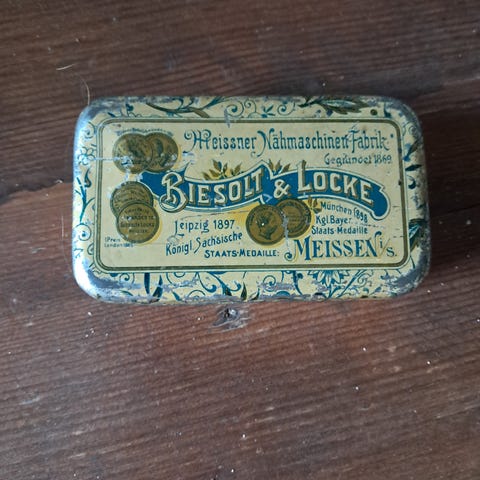 Meissner Nähmaschinen-Fabrik
Gegründet 1869.
BIESOLT & LOCKE
Leipzig 1897
Königl. Sächsische
STAATS-MEDAILLE:
München 1898
Kgl. Bayer.
Staats-Medaille
MEISSEN i/S.